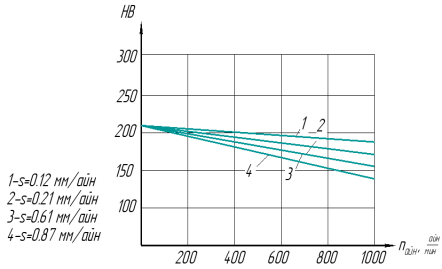 HB
300
250
200
150
100
1 2
4 3
1-s=0.12 мм/айн
2-s=0.21 мм/айн
3-s=0.61 мм/айн
4-s=0.87 мм/айн
200 400 600 800 1000
nайн, айн/мин